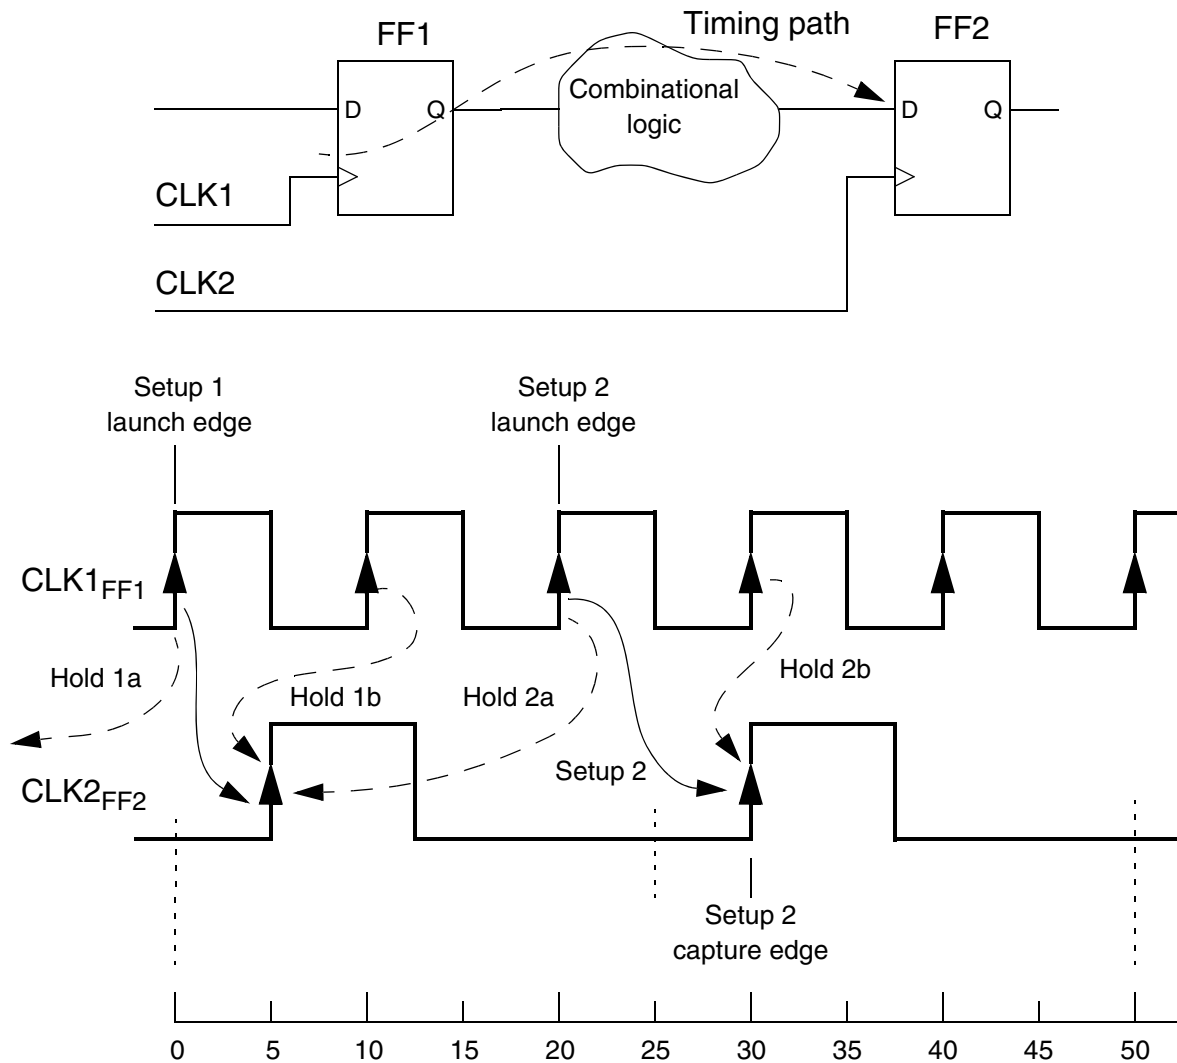 FF1
Timing path
FF2
Combinational
logic
D
Q
D
Q
CLK1
CLK2
Setup 1
launch edge
Setup 2
launch edge
CLK1FF1
Hold 1a
Hold 1b
Hold 2a
Hold 2b
Setup 2
CLK2FF2
Setup 2
capture edge
0 5 10 15 20 25 30 35 40 45 50